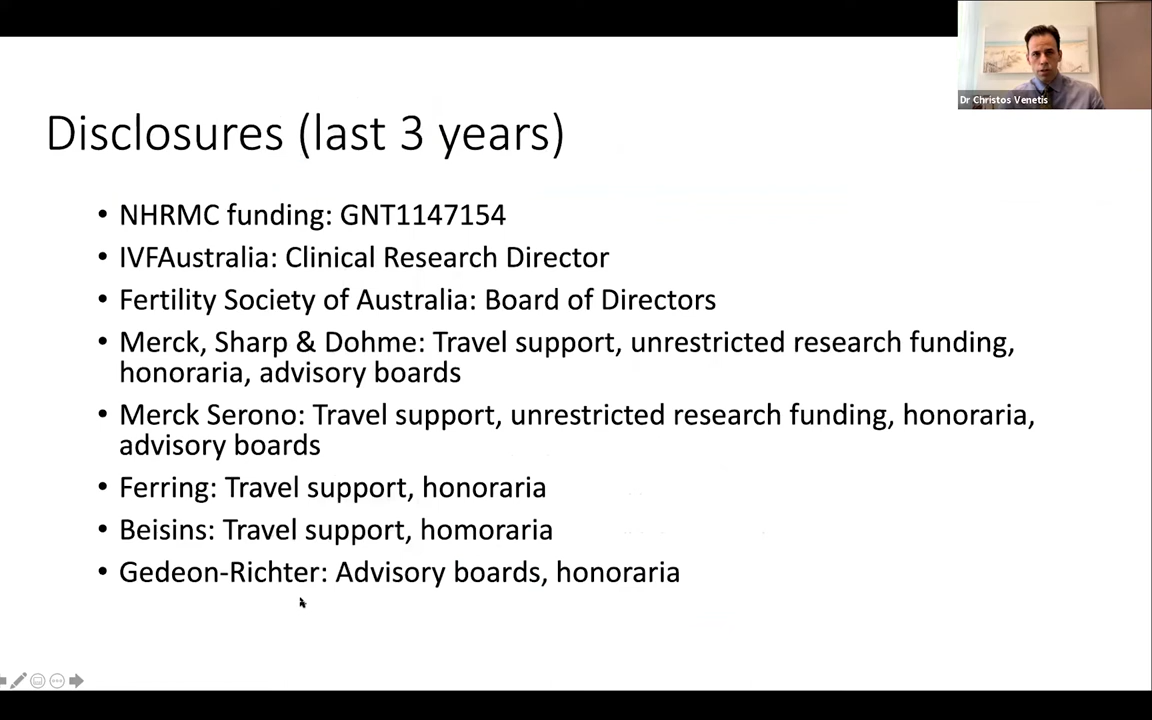 Dr Christos Venetis
Disclosures (last 3 years)
• NHRMC funding: GNT1147154
• IVFAustralia: Clinical Research Director
• Fertility Society of Australia: Board of Directors
• Merck, Sharp & Dohme: Travel support, unrestricted research funding,
honoraria, advisory boards
• Merck Serono: Travel support, unrestricted research funding, honoraria,
advisory boards
• Ferring: Travel support, honoraria
• Beisins: Travel support, homoraria
• Gedeon-Richter: Advisory boards, honoraria